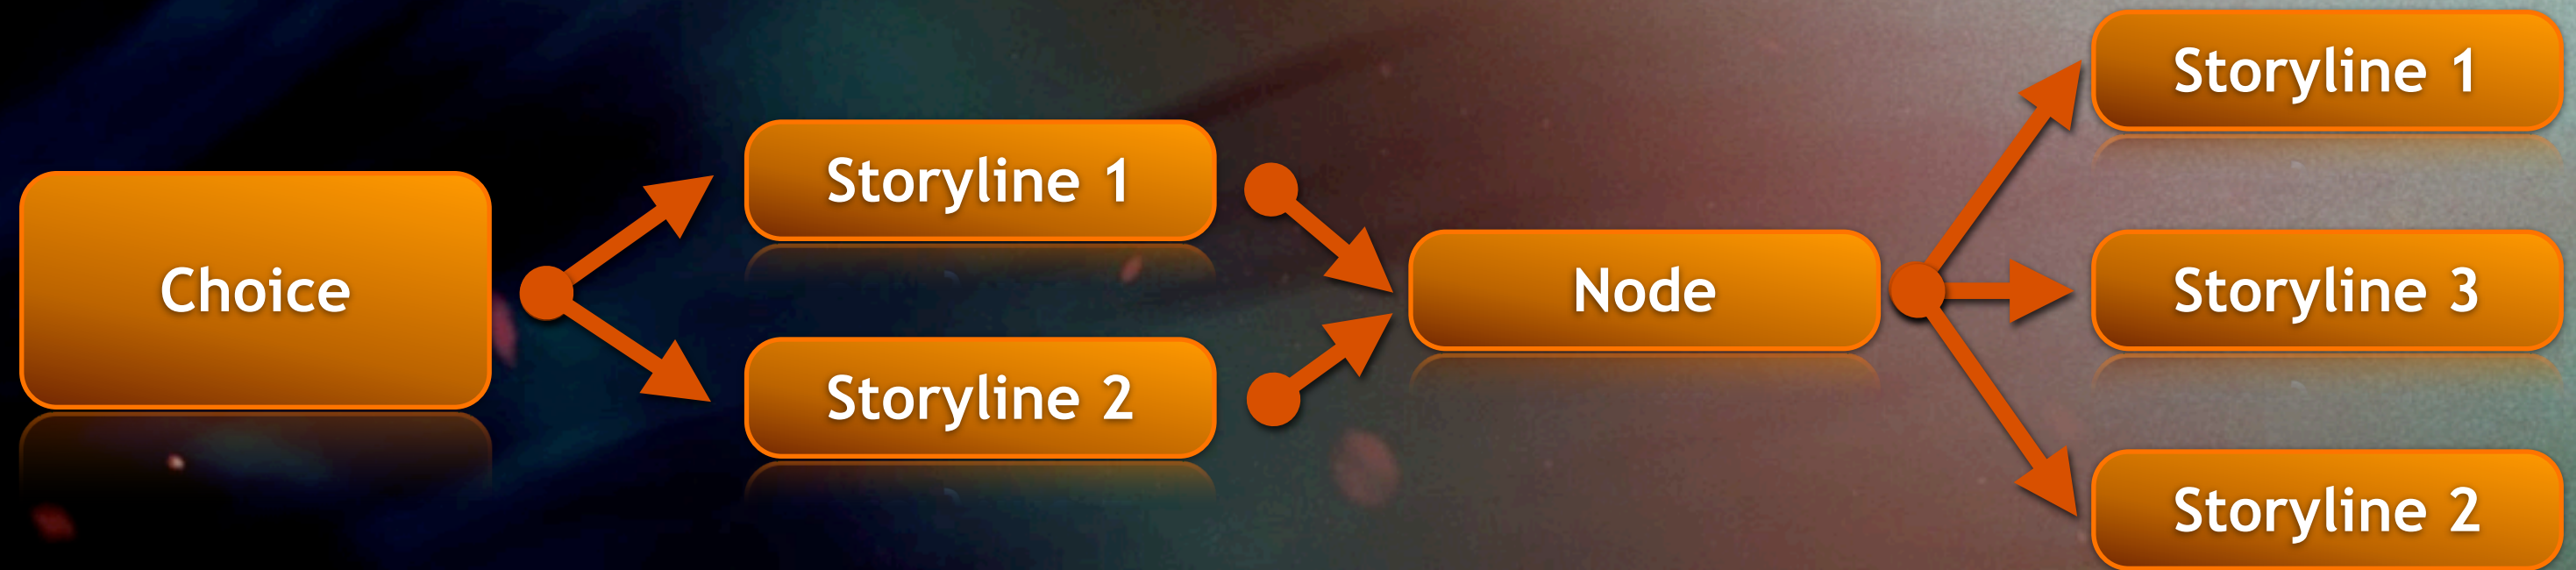 Choice
Storyline 1
Storyline 2
Node
Storyline 1
Storyline 3
Storyline 2